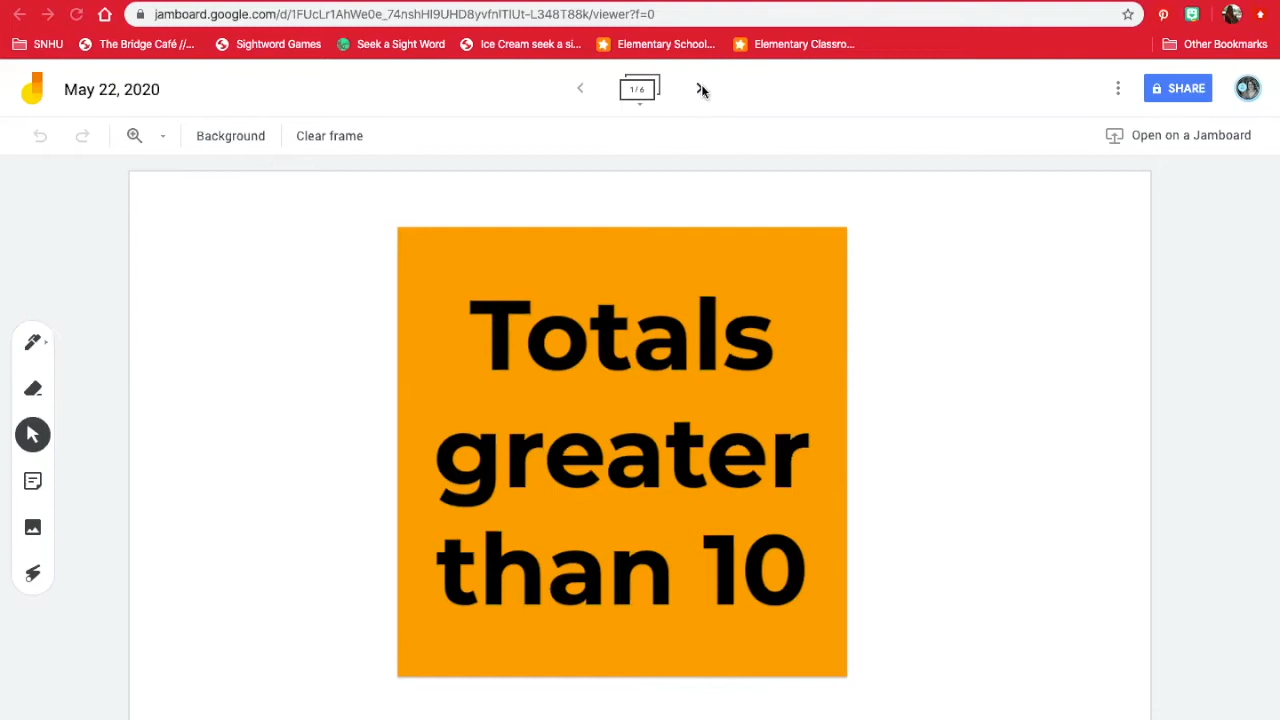 jamboard.google.com/d/1FUcLr1AhWe0e_74nshHI9UHD8yvfnlTlUt-L348T88k/viewer?f=0
SNHU The Bridge Café //... Sightword Games Seek a Sight Word Ice Cream seek a si... Elementary School... Elementary Classro... Other Bookmarks
May 22, 2020 1/6 SHARE
Background Clear frame Open on a Jamboard
Totals
greater
than 10